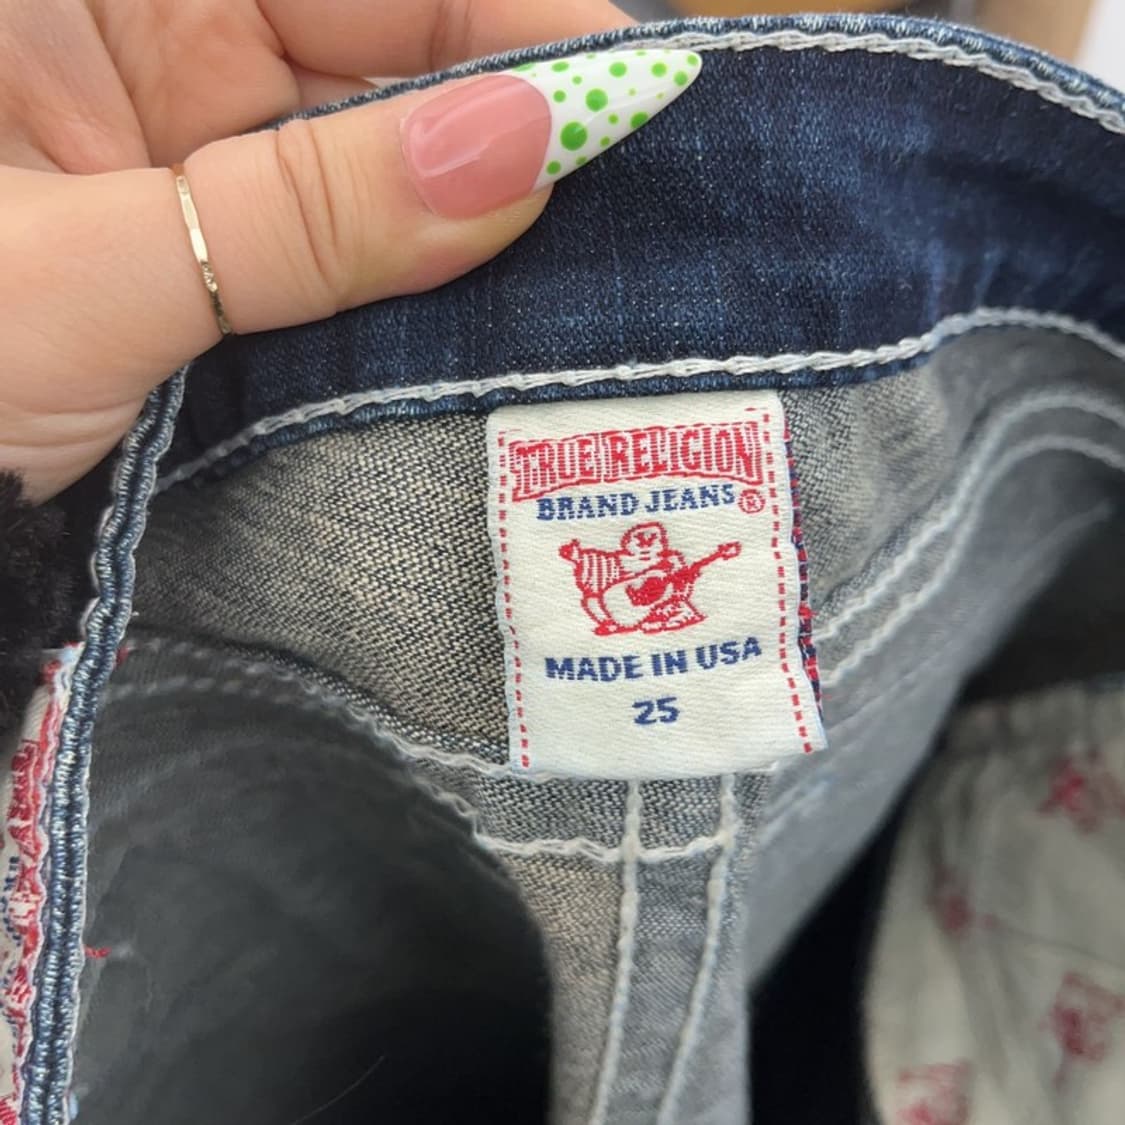 TRUE RELIGION
BRAND JEANS®
MADE IN USA
25